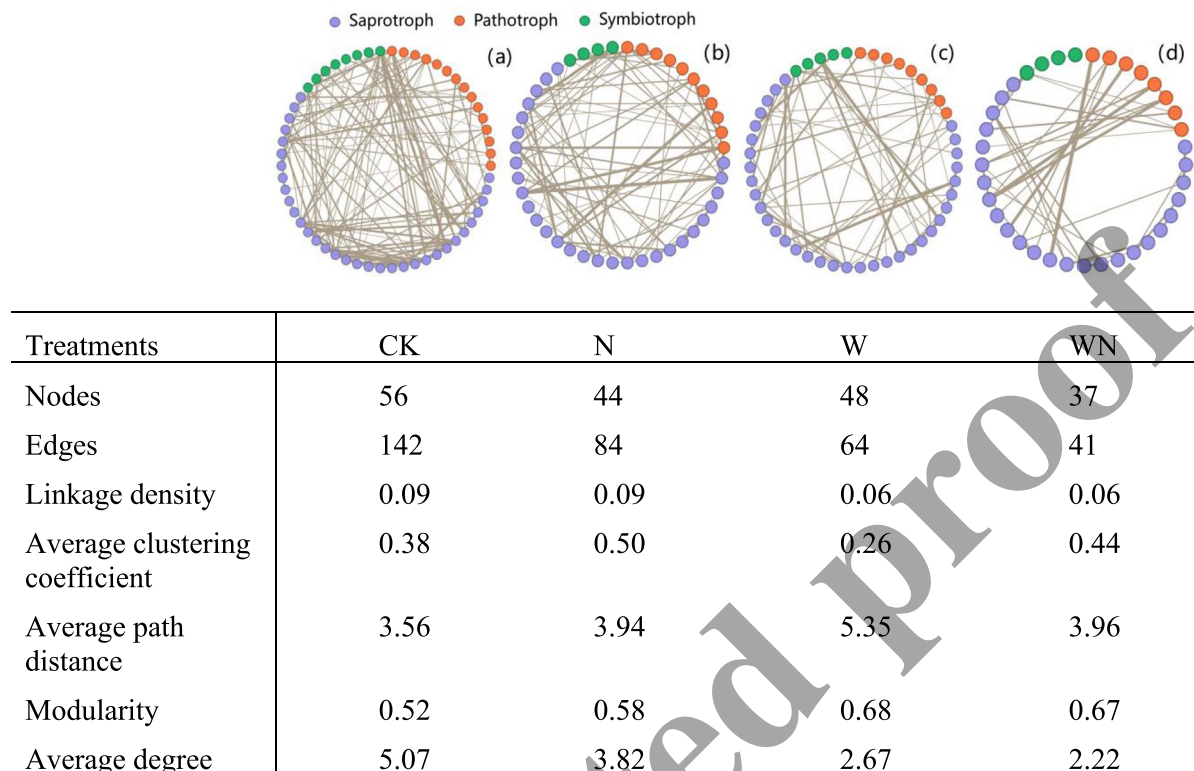 Saprotroph Pathotroph Symbiotroph
(a) (b) (c) (d)
Treatments CK N W WN
Nodes 56 44 48 37
Edges 142 84 64 41
Linkage density 0.09 0.09 0.06 0.06
Average clustering 0.38 0.50 0.26 0.44
coefficient
Average path 3.56 3.94 5.35 3.96
distance
Modularity 0.52 0.58 0.68 0.67
Average degree 5.07 3.82 2.67 2.22
ted proof